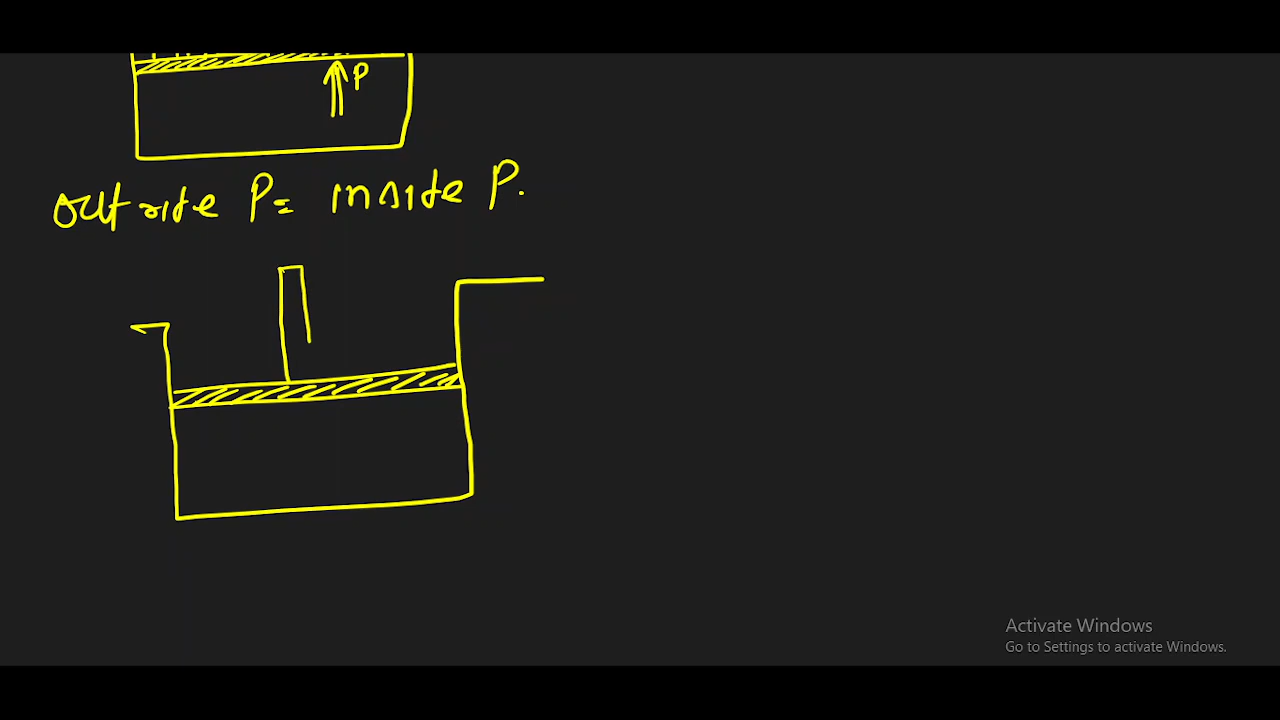 P
outside P = inside P.
Activate Windows
Go to Settings to activate Windows.